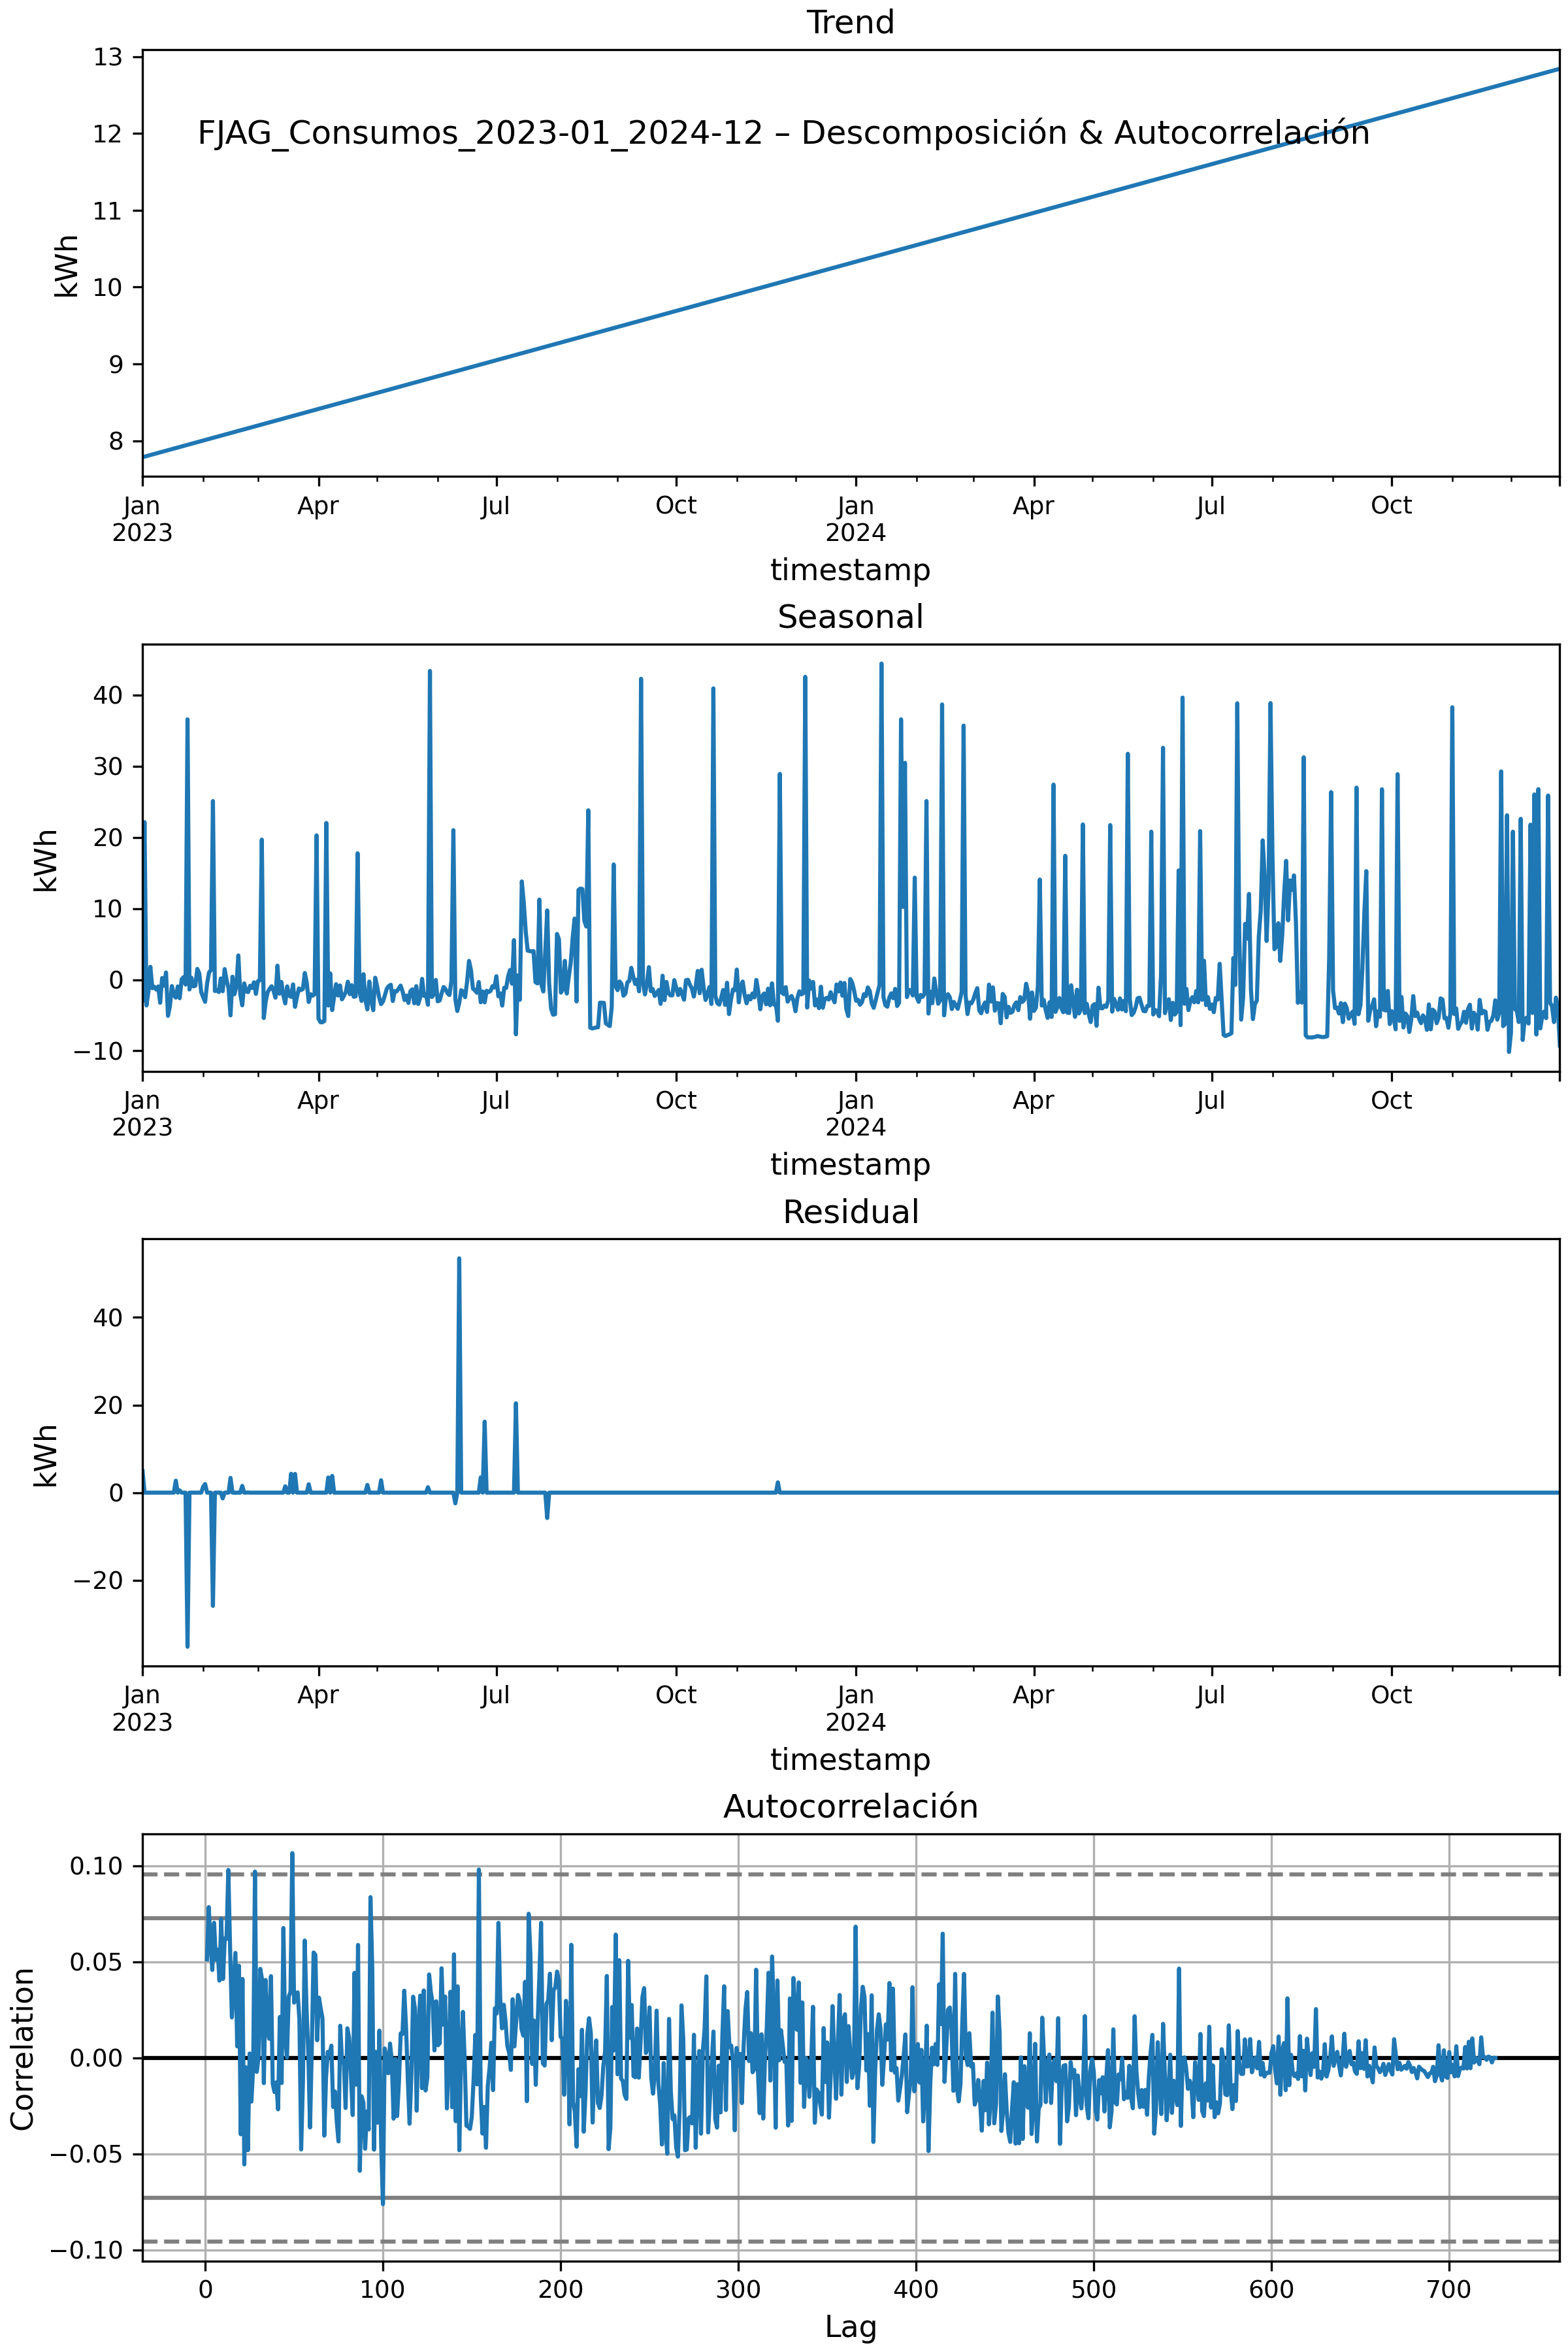 Trend
13
FJAG_Consumos_2023-01_2024-12 – Descomposición & Autocorrelación
12
11
kWh
10
9
8
Jan Apr Jul Oct Jan Apr Jul Oct
2023 2024
timestamp
Seasonal
40
30
20
kWh
10
0
−10
Jan Apr Jul Oct Jan Apr Jul Oct
2023 2024
timestamp
Residual
40
20
kWh
0
−20
Jan Apr Jul Oct Jan Apr Jul Oct
2023 2024
timestamp
Autocorrelación
0.10
0.05
Correlation
0.00
−0.05
−0.10
0 100 200 300 400 500 600 700
Lag